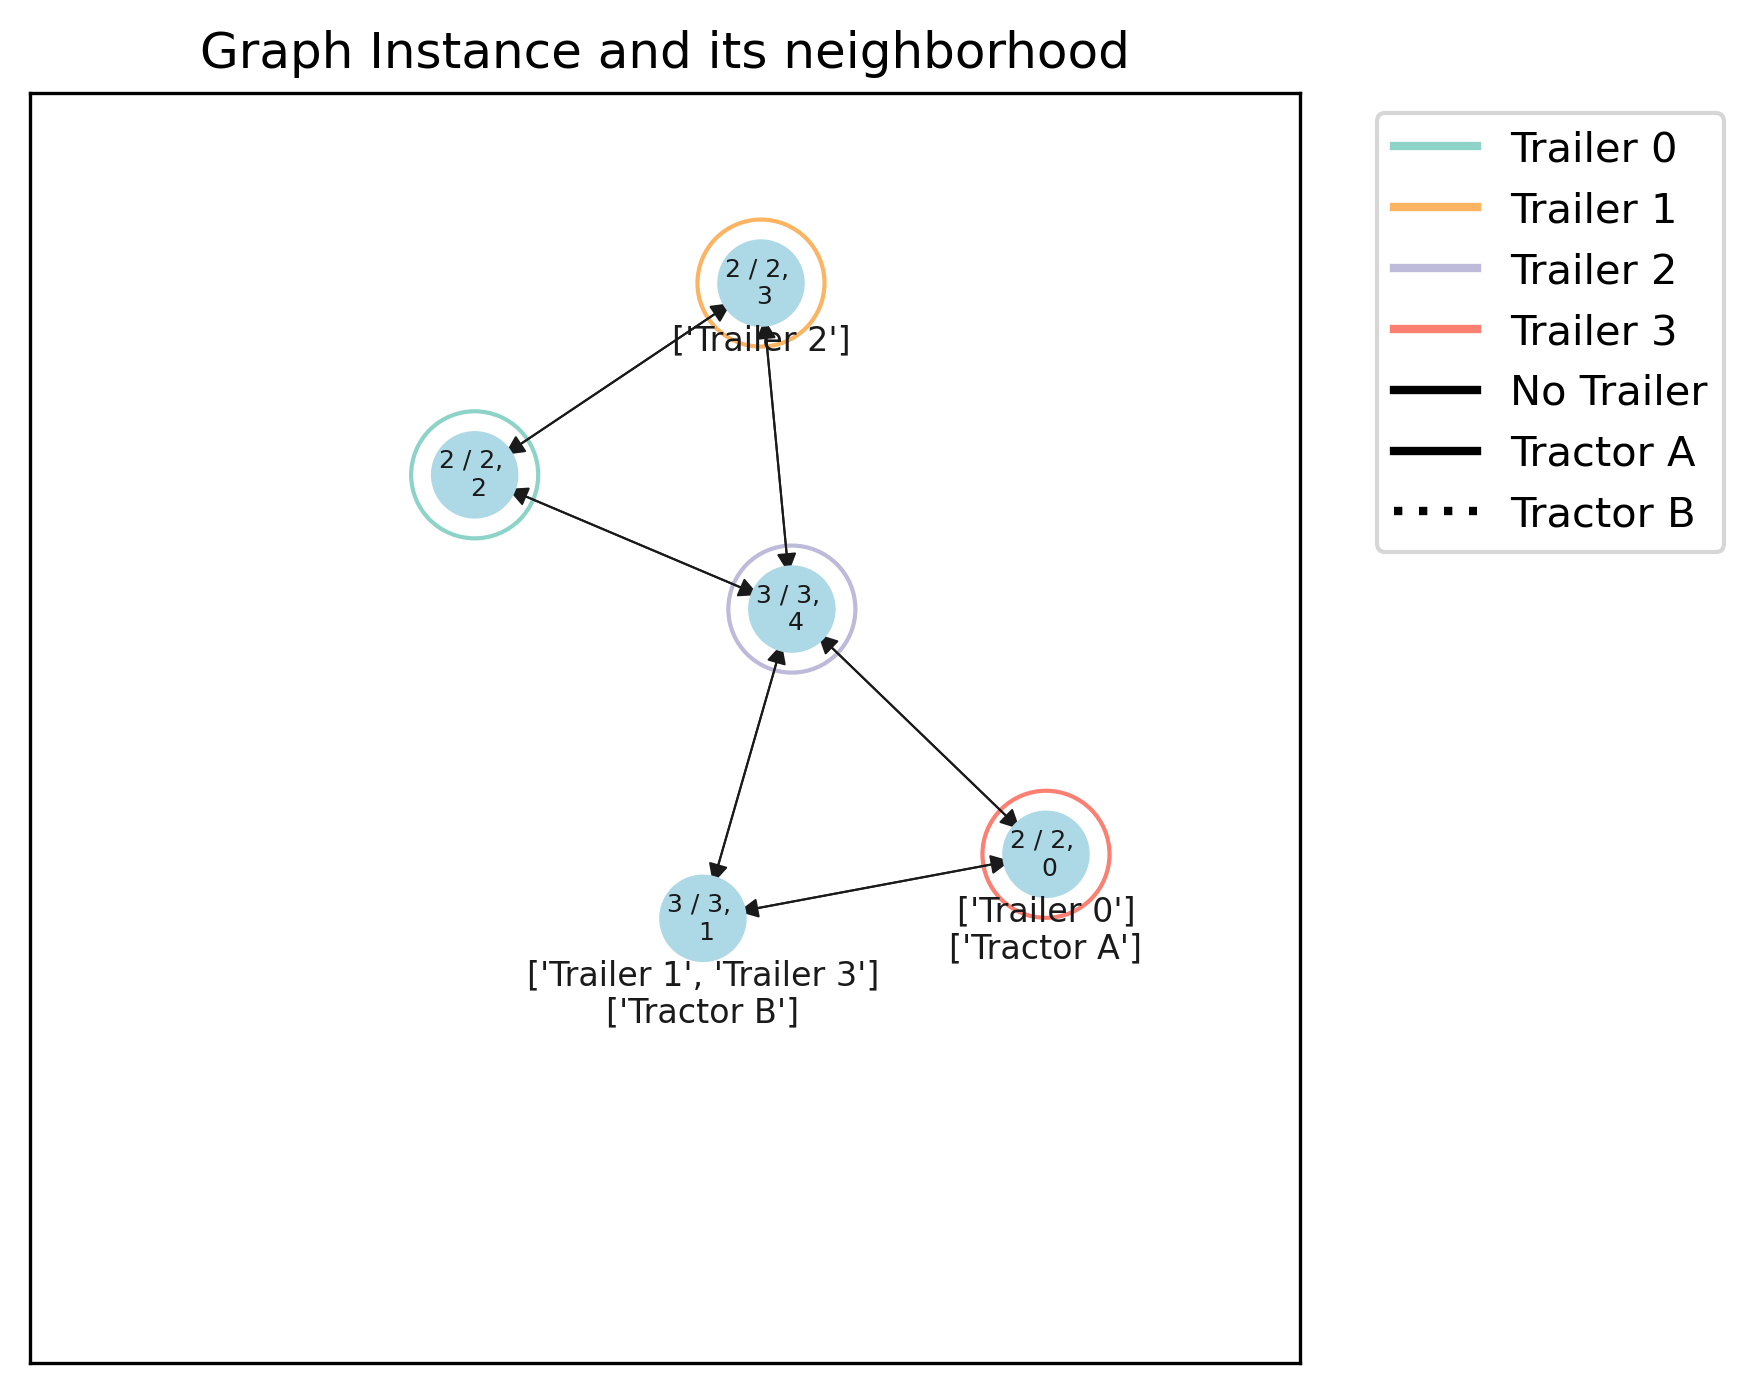 Graph Instance and its neighborhood
2 / 2,
3
['Trailer 2']
2 / 2,
2
3 / 3,
4
2 / 2,
0
['Trailer 0']
['Tractor A']
3 / 3,
1
['Trailer 1', 'Trailer 3']
['Tractor B']
Trailer 0
Trailer 1
Trailer 2
Trailer 3
No Trailer
Tractor A
Tractor B